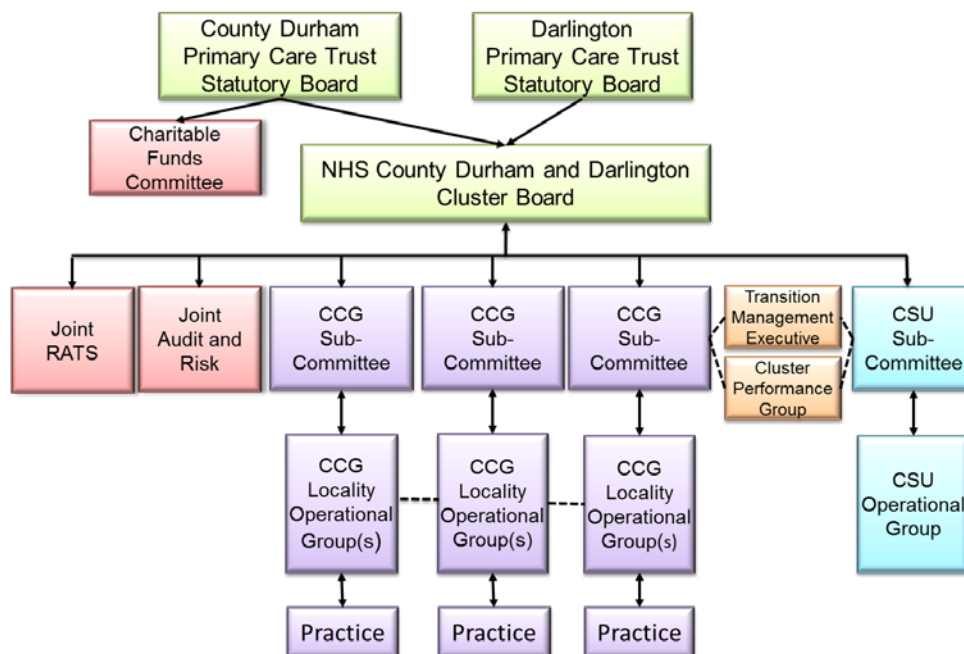 County Durham
Primary Care Trust
Statutory Board
Darlington
Primary Care Trust
Statutory Board
Charitable
Funds
Committee
NHS County Durham and Darlington
Cluster Board
Joint
RATS
Joint
Audit and
Risk
CCG
Sub-
Committee
CCG
Sub-
Committee
CCG
Sub-
Committee
Transition
Management
Executive
Cluster
Performance
Group
CSU
Sub-
Committee
CCG
Locality
Operational
Group(s)
CCG
Locality
Operational
Group(s)
CCG
Locality
Operational
Group(s)
CSU
Operational
Group
Practice
Practice
Practice